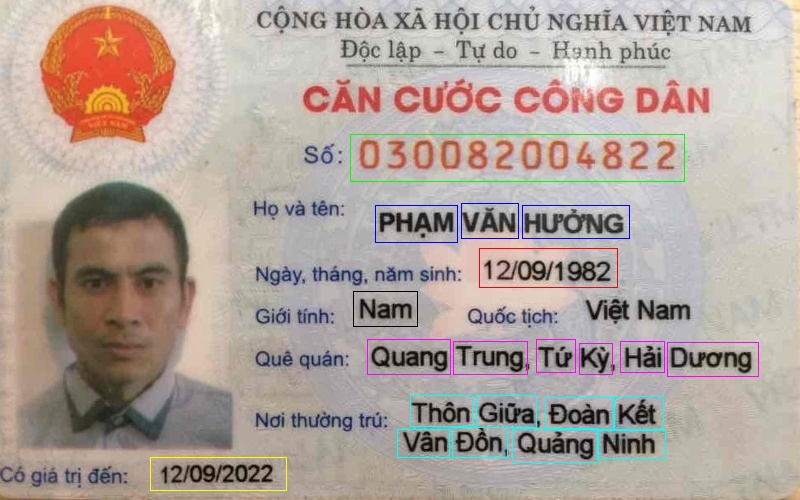 CỘNG HÒA XÃ HỘI CHỦ NGHĨA VIỆT NAM
Độc lập - Tự do - Hạnh phúc
CĂN CƯỚC CÔNG DÂN
Số: 030082004822
Họ và tên: PHẠM VĂN HƯỞNG
Ngày, tháng, năm sinh: 12/09/1982
Giới tính: Nam Quốc tịch: Việt Nam
Quê quán: Quang Trung, Tứ Kỳ, Hải Dương
Nơi thường trú: Thôn Giữa, Đoàn Kết
Vân Đồn, Quảng Ninh
Có giá trị đến: 12/09/2022